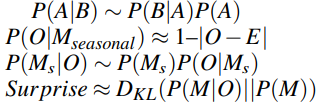 P(A|B) ∼ P(B|A)P(A)
P(O|M_seasonal) ≈ 1–|O − E|
P(M_s|O) ∼ P(M_s)P(O|M_s)
Surprise ≈ D_KL(P(M|O)||P(M))